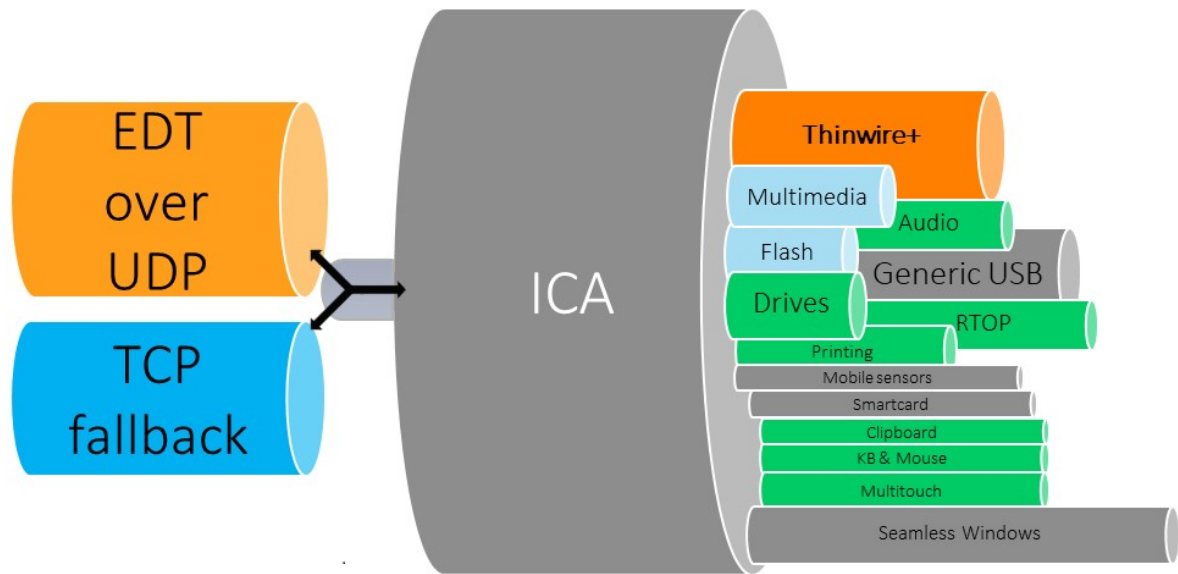 EDT
over
UDP
TCP
fallback
ICA
Thinwire+
Multimedia
Audio
Flash
Generic USB
Drives
RTOP
Printing
Mobile sensors
Smartcard
Clipboard
KB & Mouse
Multitouch
Seamless Windows